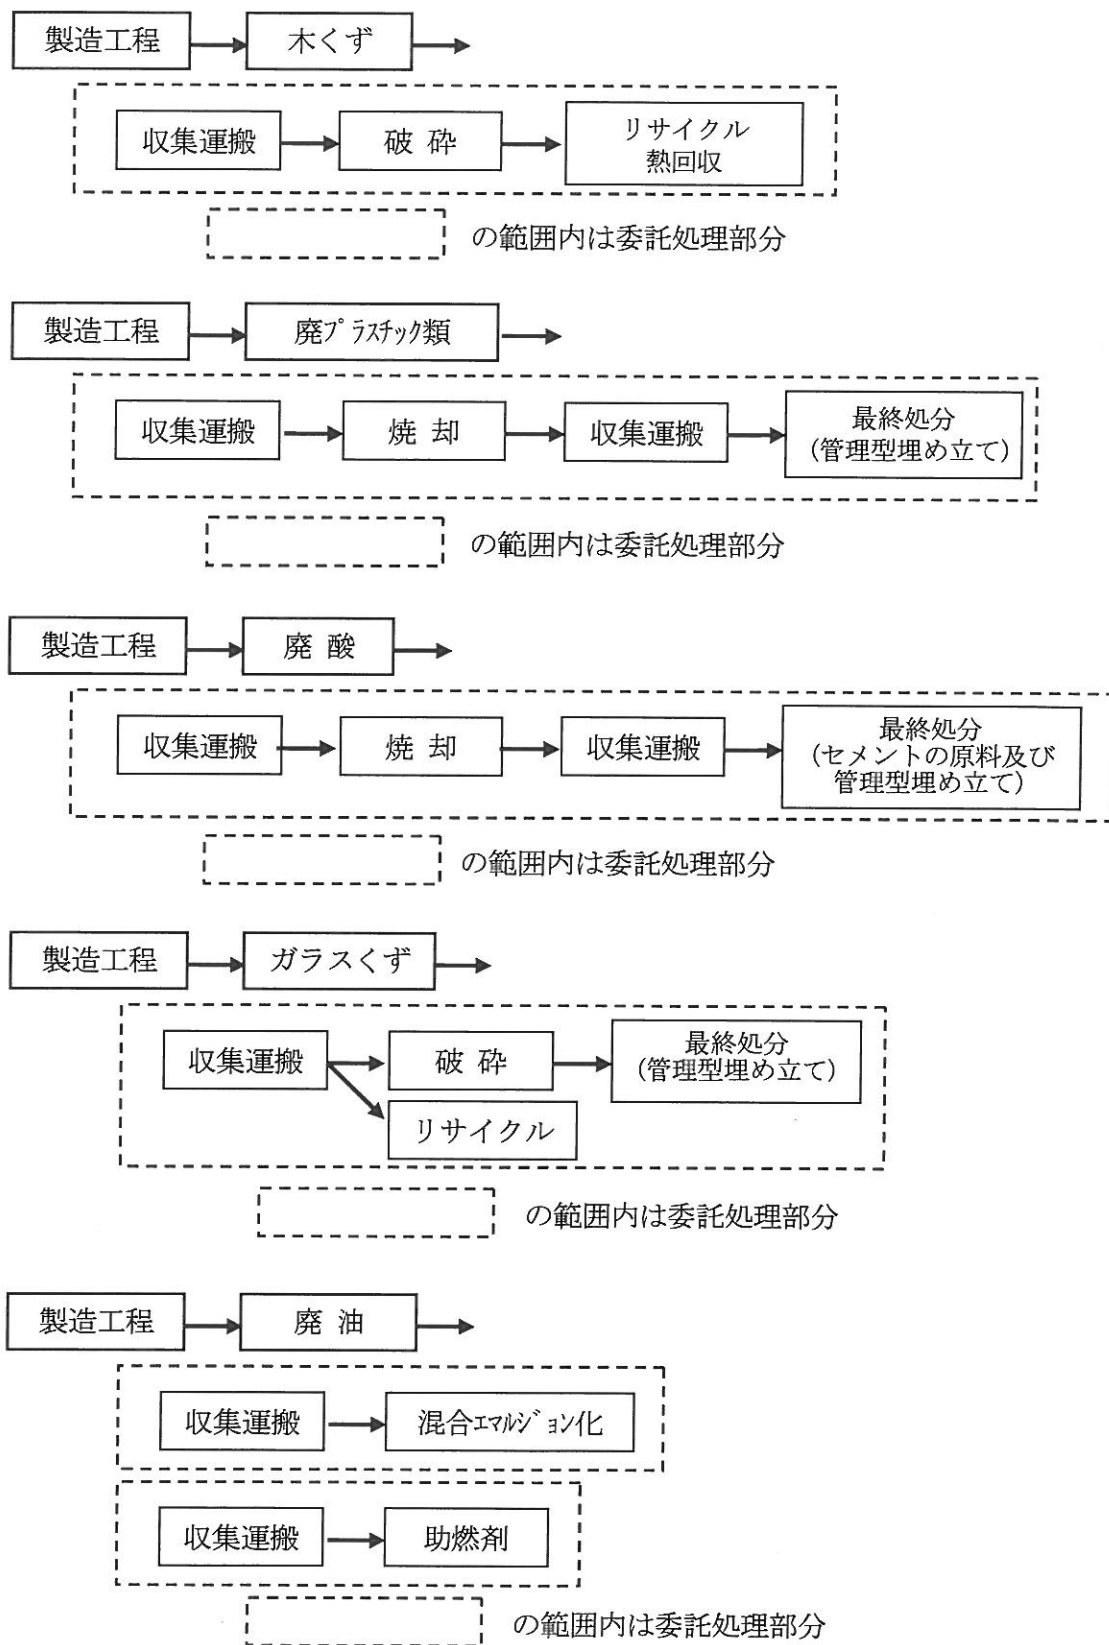 製造工程 木くず
収集運搬 破 砕 リサイクル
熱回収
の範囲内は委託処理部分
製造工程 廃プラスチック類
収集運搬 焼 却 収集運搬 最終処分
(管理型埋め立て)
の範囲内は委託処理部分
製造工程 廃 酸
収集運搬 焼 却 収集運搬 最終処分
(セメントの原料及び
管理型埋め立て)
の範囲内は委託処理部分
製造工程 ガラスくず
収集運搬 破 砕 最終処分
(管理型埋め立て)
リサイクル
の範囲内は委託処理部分
製造工程 廃 油
収集運搬 混合エマルジョン化
収集運搬 助燃剤
の範囲内は委託処理部分